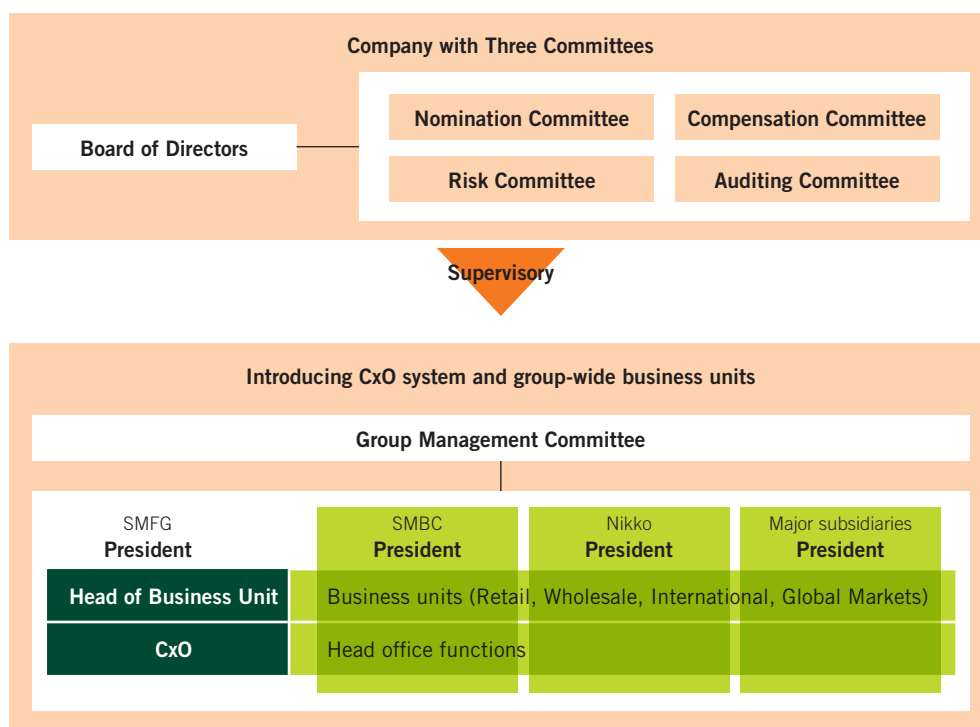 Company with Three Committees
Board of Directors
Nomination Committee
Compensation Committee
Risk Committee
Auditing Committee
Supervisory
Introducing CxO system and group-wide business units
Group Management Committee
SMFG
President
SMBC
President
Nikko
President
Major subsidiaries
President
Head of Business Unit
Business units (Retail, Wholesale, International, Global Markets)
CxO
Head office functions